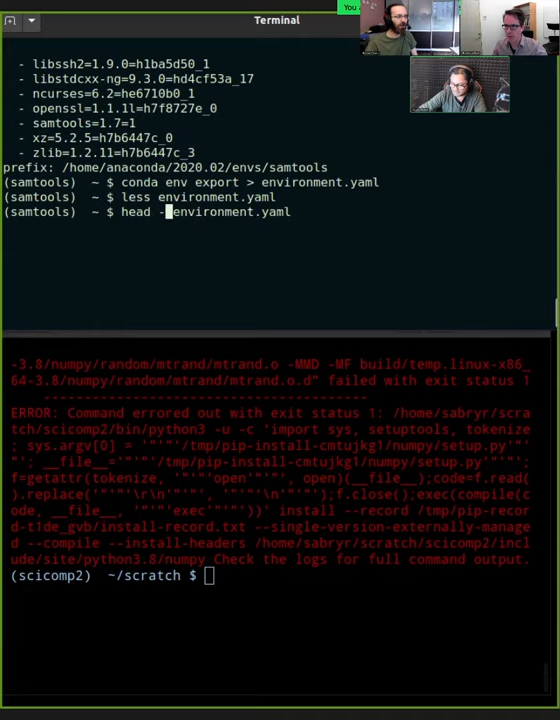 You a
Terminal
- libssh2=1.9.0=h1ba5d50_1
- libstdcxx-ng=9.3.0=hd4cf53a_17
- ncurses=6.2=he6710b0_1
- openssl=1.1.1l=h7f8727e_0
- samtools=1.7=1
- xz=5.2.5=h7b6447c_0
- zlib=1.2.11=h7b6447c_3
prefix: /home/anaconda/2020.02/envs/samtools
(samtools) ~ $ conda env export > environment.yaml
(samtools) ~ $ less environment.yaml
(samtools) ~ $ head -environment.yaml
-3.8/numpy/random/mtrand/mtrand.o -MMD -MF build/temp.linux-x86_
64-3.8/numpy/random/mtrand/mtrand.o.d" failed with exit status 1
----------------------------------------
ERROR: Command errored out with exit status 1: /home/sabryr/scra
tch/scicomp2/bin/python3 -u -c 'import sys, setuptools, tokenize
; sys.argv[0] = '"'"'/tmp/pip-install-cmtujkg1/numpy/setup.py'"'
"'; __file__='"'"'/tmp/pip-install-cmtujkg1/numpy/setup.py'"'"';
f=getattr(tokenize, '"'"'open'"'"', open)(__file__);code=f.read(
).replace('"'"'\r\n'"'"', '"'"'\n'"'"');f.close();exec(compile(c
ode, __file__, '"'"'exec'"'"'))' install --record /tmp/pip-recor
d-t1de_gvb/install-record.txt --single-version-externally-manage
d --compile --install-headers /home/sabryr/scratch/scicomp2/inclu
de/site/python3.8/numpy Check the logs for full command output.
(scicomp2) ~/scratch $